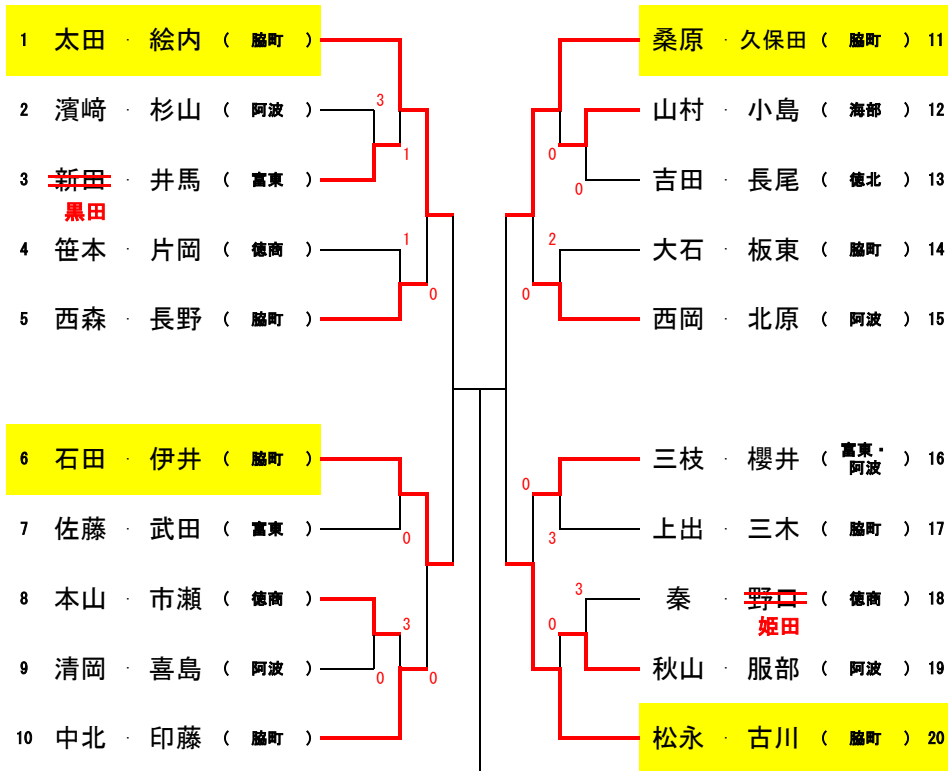 1 太田 ・ 絵内 ( 脇町 )
2 濱﨑 ・ 杉山 ( 阿波 )
3
1
3 新田 ・ 井馬 ( 富東 )
黒田
4 笹本 ・ 片岡 ( 徳商 )
1
0
5 西森 ・ 長野 ( 脇町 )
6 石田 ・ 伊井 ( 脇町 )
7 佐藤 ・ 武田 ( 富東 )
0
8 本山 ・ 市瀬 ( 徳商 )
3
9 清岡 ・ 喜島 ( 阿波 )
0
0
10 中北 ・ 印藤 ( 脇町 )
桑原 ・ 久保田 ( 脇町 ) 11
山村 ・ 小島 ( 海部 ) 12
0
0
吉田 ・ 長尾 ( 徳北 ) 13
2
大石 ・ 板東 ( 脇町 ) 14
0
西岡 ・ 北原 ( 阿波 ) 15
三枝 ・ 櫻井 ( 富東・阿波 ) 16
0
上出 ・ 三木 ( 脇町 ) 17
3
3
秦 ・ 野口 ( 徳商 ) 18
姫田
0
秋山 ・ 服部 ( 阿波 ) 19
松永 ・ 古川 ( 脇町 ) 20